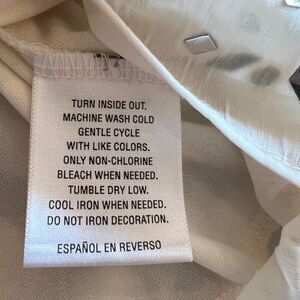 TURN INSIDE OUT.
MACHINE WASH COLD
GENTLE CYCLE
WITH LIKE COLORS.
ONLY NON-CHLORINE
BLEACH WHEN NEEDED.
TUMBLE DRY LOW.
COOL IRON WHEN NEEDED.
DO NOT IRON DECORATION.
ESPAÑOL EN REVERSO